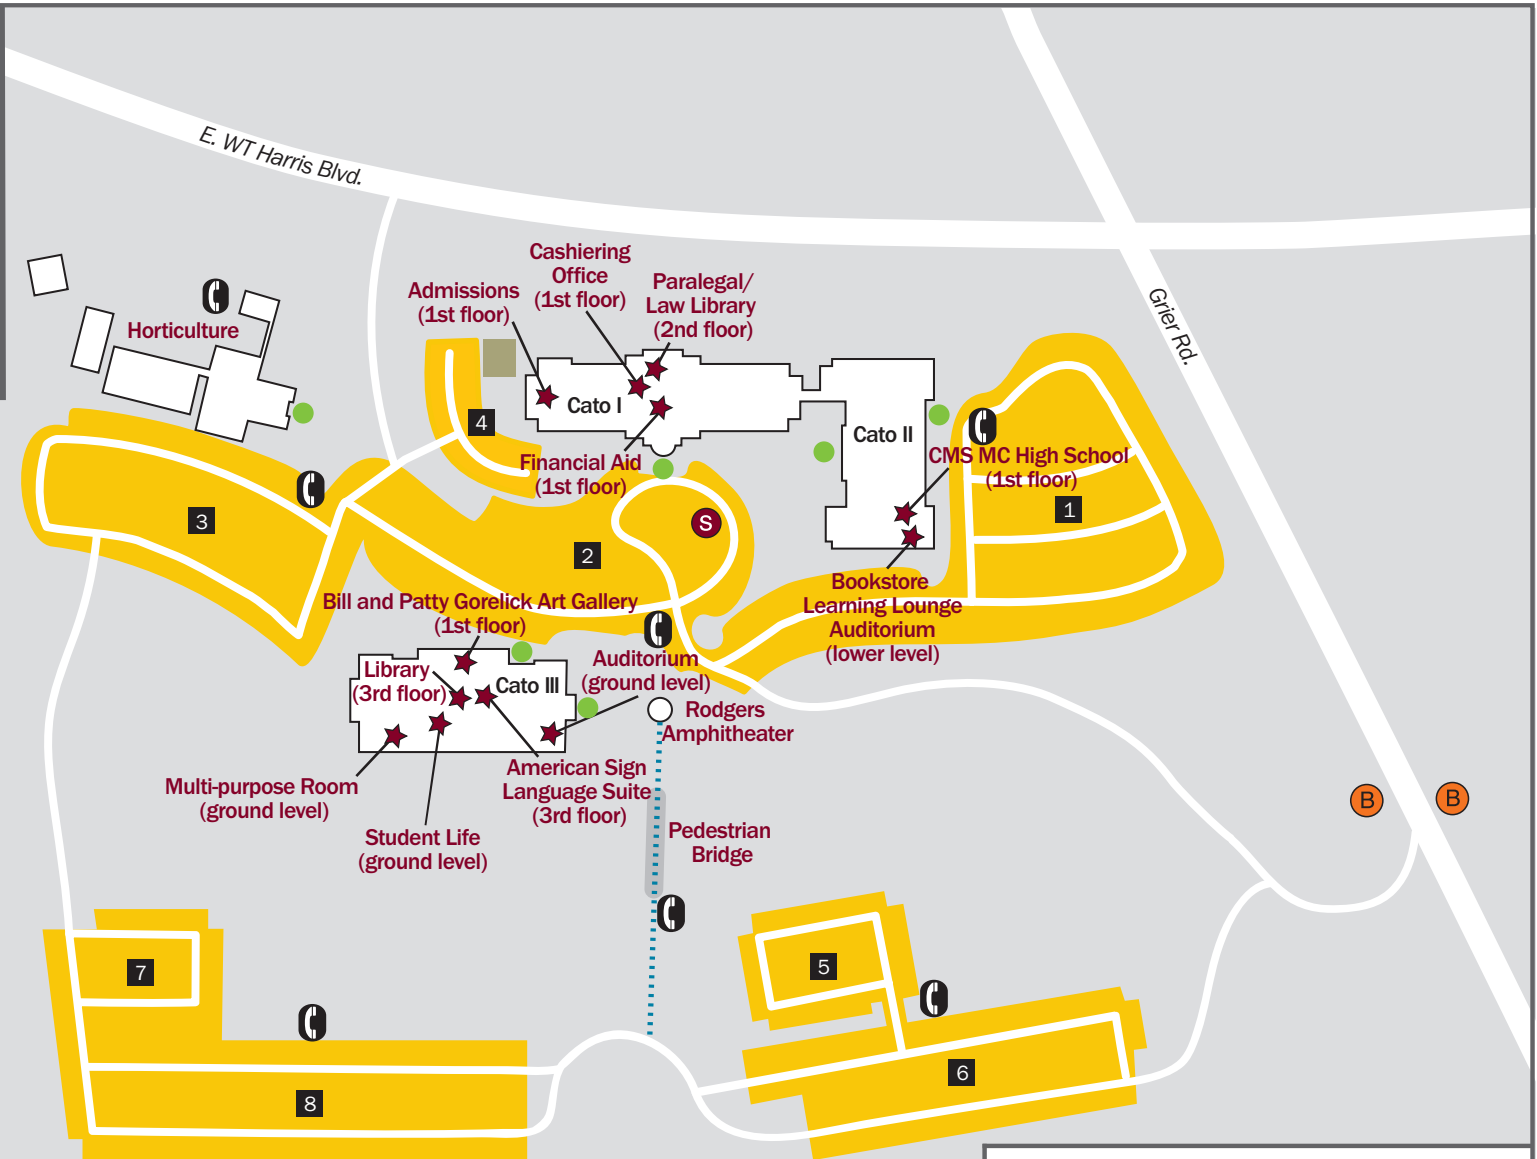 E. WT Harris Blvd.
Grier Rd.
Cashiering
Office
(1st floor)
Paralegal/
Law Library
(2nd floor)
Admissions
(1st floor)
Horticulture
Cato I
4
Cato II
Financial Aid
(1st floor)
CMS MC High School
(1st floor)
1
3
S
2
Bill and Patty Gorelick Art Gallery
(1st floor)
Bookstore
Learning Lounge
Auditorium
(lower level)
Library
(3rd floor)
Cato III
Auditorium
(ground level)
Rodgers
Amphitheater
American Sign
Language Suite
(3rd floor)
Multi-purpose Room
(ground level)
Student Life
(ground level)
Pedestrian
Bridge
B
B
7
5
6
8